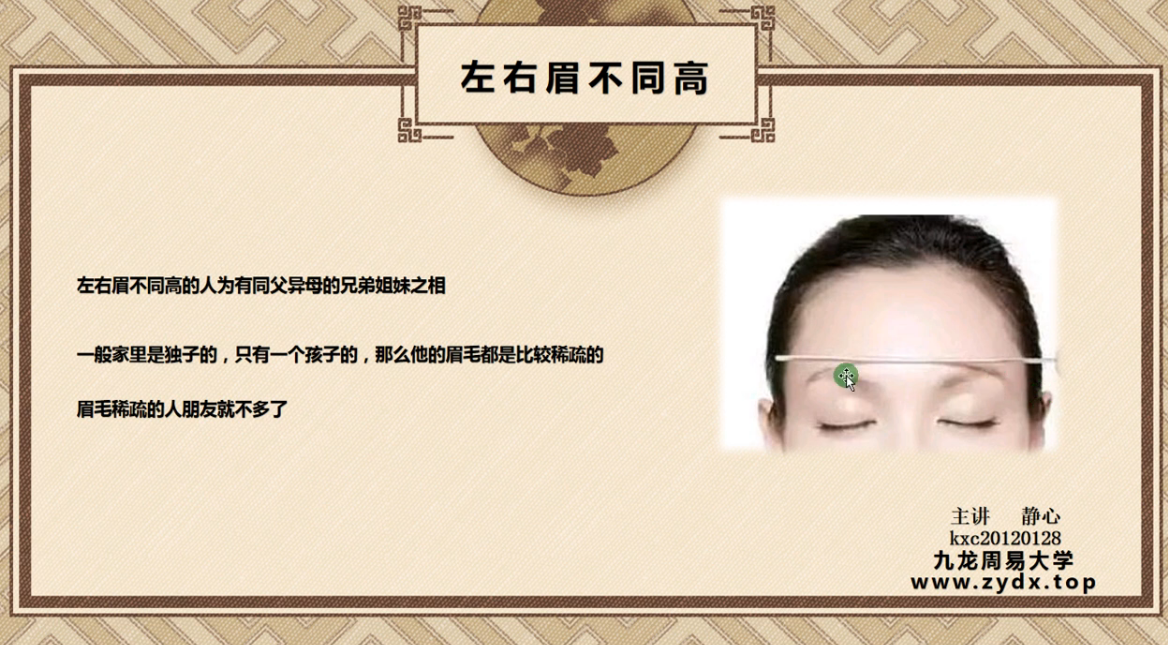 左右眉不同高
左右眉不同高的人为有同父异母的兄弟姐妹之相
一般家里是独子的，只有一个孩子的，那么他的眉毛都是比较稀疏的
眉毛稀疏的人朋友就不多了
主讲 静心
kxc20120128
九龙周易大学
www.zydx.top